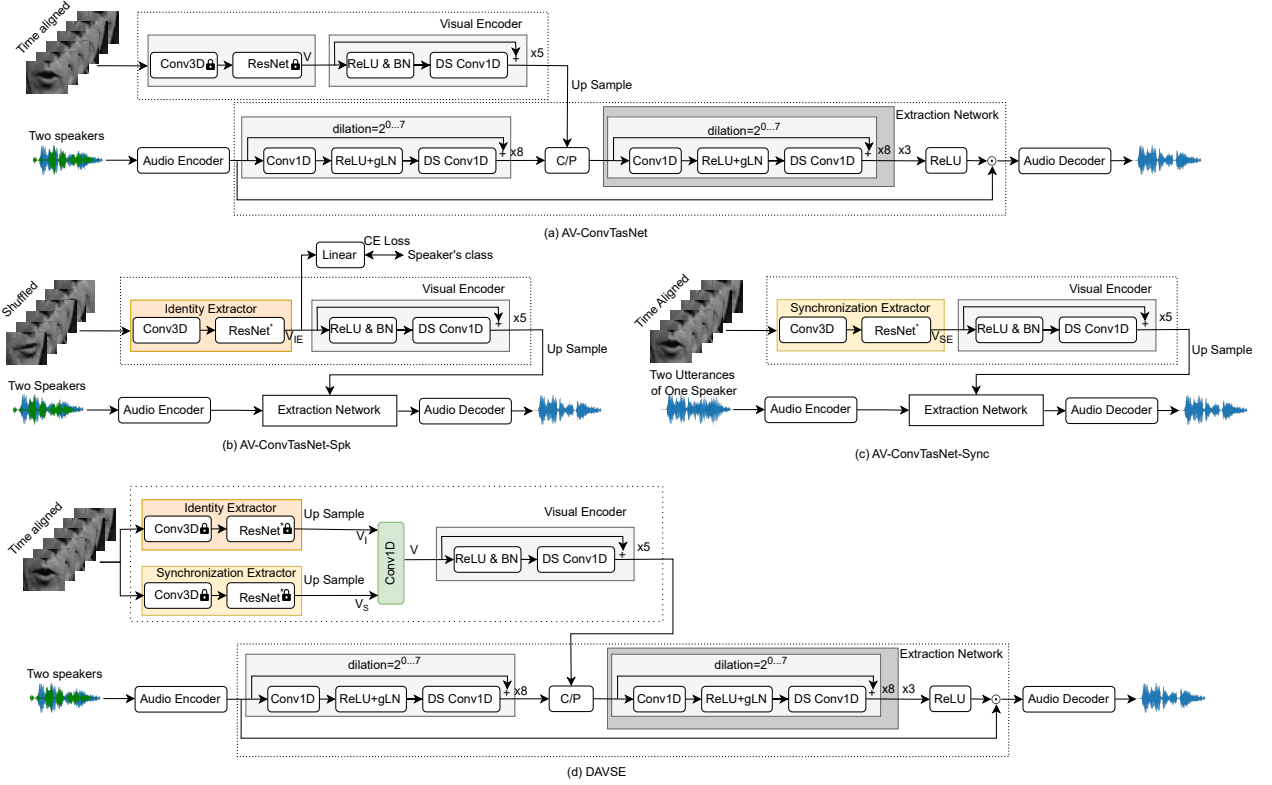 Time aligned
Visual Encoder
Conv3D
ResNet
V
ReLU & BN
DS Conv1D
+
x5
Up Sample
Extraction Network
Two speakers
Audio Encoder
dilation=2^0...7
Conv1D
ReLU+gLN
DS Conv1D
+
x8
C/P
dilation=2^0...7
Conv1D
ReLU+gLN
DS Conv1D
+
x8
x3
ReLU
Audio Decoder
(a) AV-ConvTasNet
Shuffled
Linear
CE Loss
Speaker's class
Visual Encoder
Identity Extractor
Conv3D
ResNet*
V_IE
ReLU & BN
DS Conv1D
+
x5
Up Sample
Two Speakers
Audio Encoder
Extraction Network
Audio Decoder
(b) AV-ConvTasNet-Spk
Time Aligned
Visual Encoder
Synchronization Extractor
Conv3D
ResNet*
V_SE
ReLU & BN
DS Conv1D
+
x5
Up Sample
Two Utterances
of One Speaker
Audio Encoder
Extraction Network
Audio Decoder
(c) AV-ConvTasNet-Sync
Time aligned
Identity Extractor
Conv3D
ResNet*
Up Sample
V_I
Synchronization Extractor
Conv3D
ResNet*
Up Sample
V_S
Conv1D
V
Visual Encoder
ReLU & BN
DS Conv1D
+
x5
Extraction Network
Two speakers
Audio Encoder
dilation=2^0...7
Conv1D
ReLU+gLN
DS Conv1D
+
x8
C/P
dilation=2^0...7
Conv1D
ReLU+gLN
DS Conv1D
+
x8
x3
ReLU
Audio Decoder
(d) DAVSE